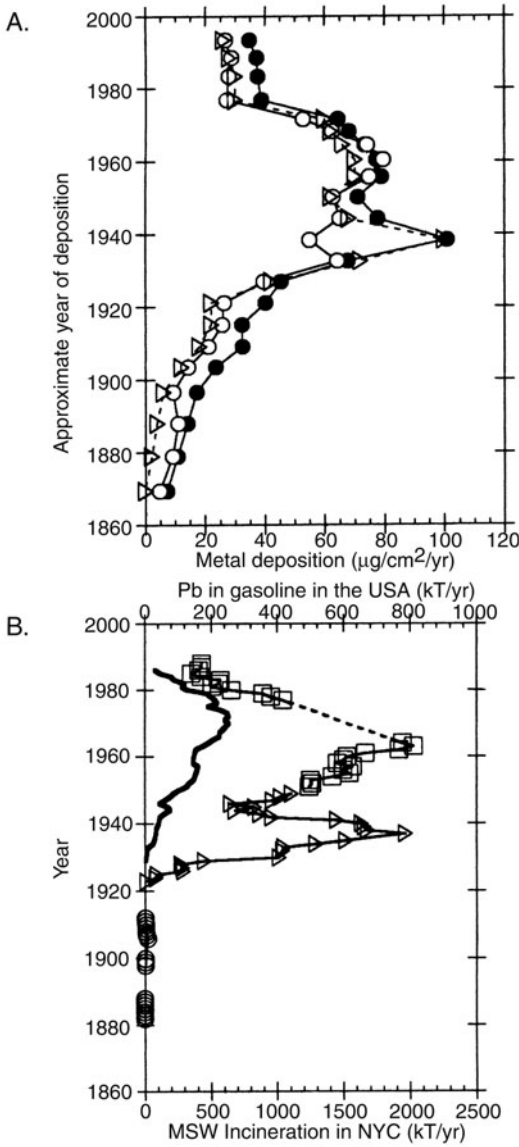 A.
2000
1980
1960
1940
1920
1900
1880
1860
Approximate year of deposition
0 20 40 60 80 100 120
Metal deposition (μg/cm2/yr)
Pb in gasoline in the USA (kT/yr)
B.
0 200 400 600 800 1000
2000
1980
1960
1940
1920
1900
1880
1860
Year
0 500 1000 1500 2000 2500
MSW Incineration in NYC (kT/yr)